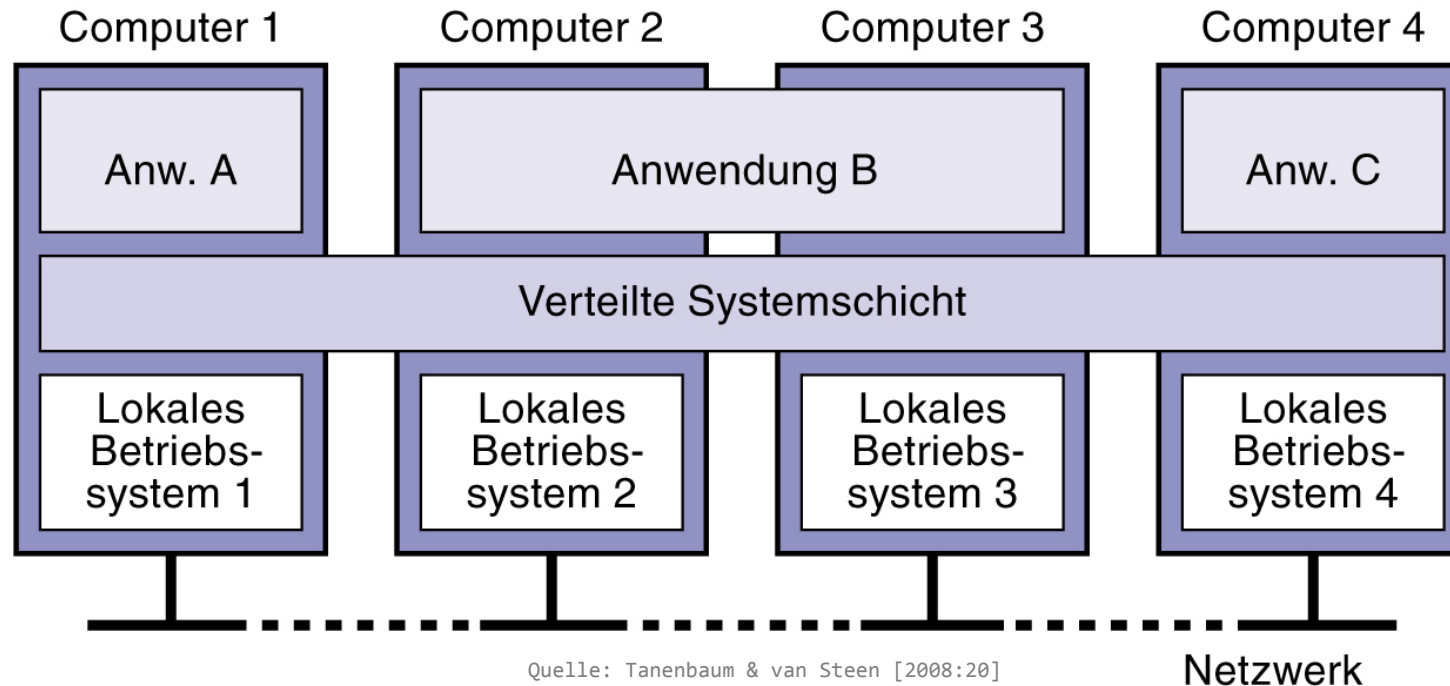 Computer 1
Computer 2
Computer 3
Computer 4
Anw. A
Anwendung B
Anw. C
Verteilte Systemschicht
Lokales
Betriebs-
system 1
Lokales
Betriebs-
system 2
Lokales
Betriebs-
system 3
Lokales
Betriebs-
system 4
Quelle: Tanenbaum & van Steen [2008:20]
Netzwerk